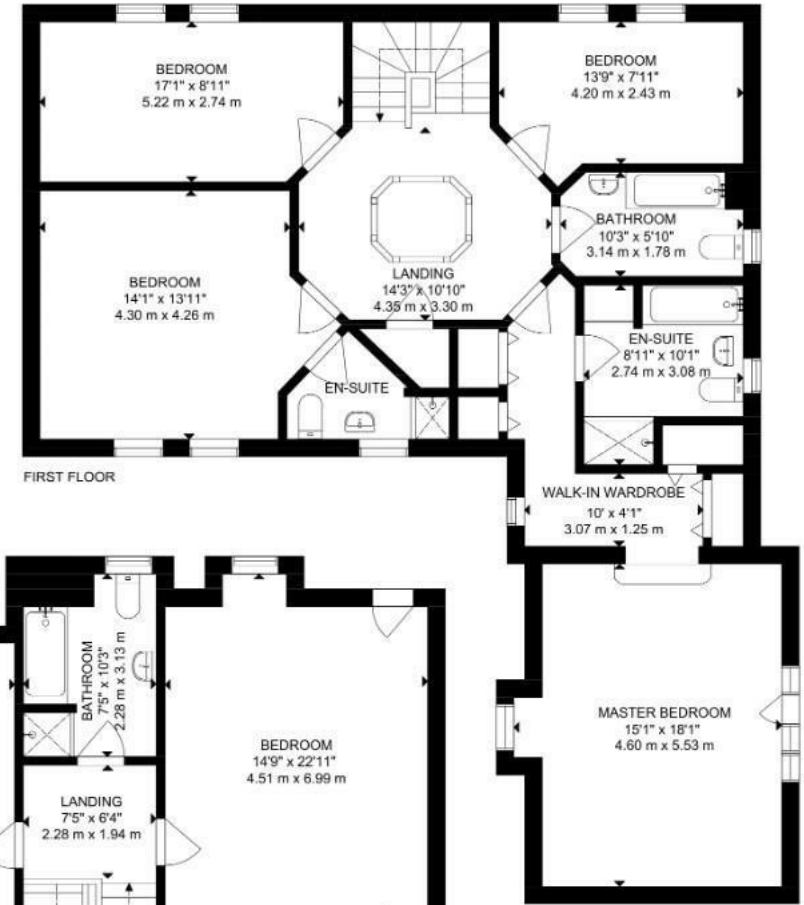 BEDROOM
17'1" x 8'11"
5.22 m x 2.74 m
BEDROOM
13'9" x 7'11"
4.20 m x 2.43 m
BATHROOM
10'3" x 5'10"
3.14 m x 1.78 m
BEDROOM
14'1" x 13'11"
4.30 m x 4.26 m
LANDING
14'3" x 10'10"
4.35 m x 3.30 m
EN-SUITE
8'11" x 10'1"
2.74 m x 3.08 m
EN-SUITE
FIRST FLOOR
WALK-IN WARDROBE
10' x 4'1"
3.07 m x 1.25 m
BATHROOM
7'5" x 10'3"
2.28 m x 3.13 m
MASTER BEDROOM
15'1" x 18'1"
4.60 m x 5.53 m
BEDROOM
14'9" x 22'11"
4.51 m x 6.99 m
LANDING
7'5" x 6'4"
2.28 m x 1.94 m